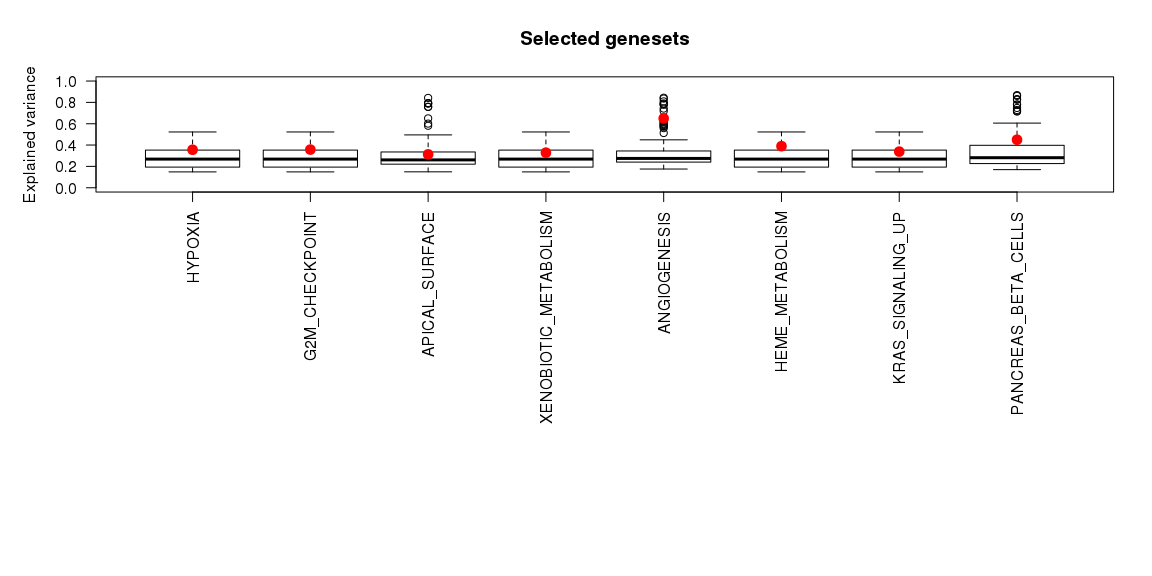 Selected genesets
Explained variance
1.0
0.8
0.6
0.4
0.2
0.0
HYPOXIA
G2M_CHECKPOINT
APICAL_SURFACE
XENOBIOTIC_METABOLISM
ANGIOGENESIS
HEME_METABOLISM
KRAS_SIGNALING_UP
PANCREAS_BETA_CELLS